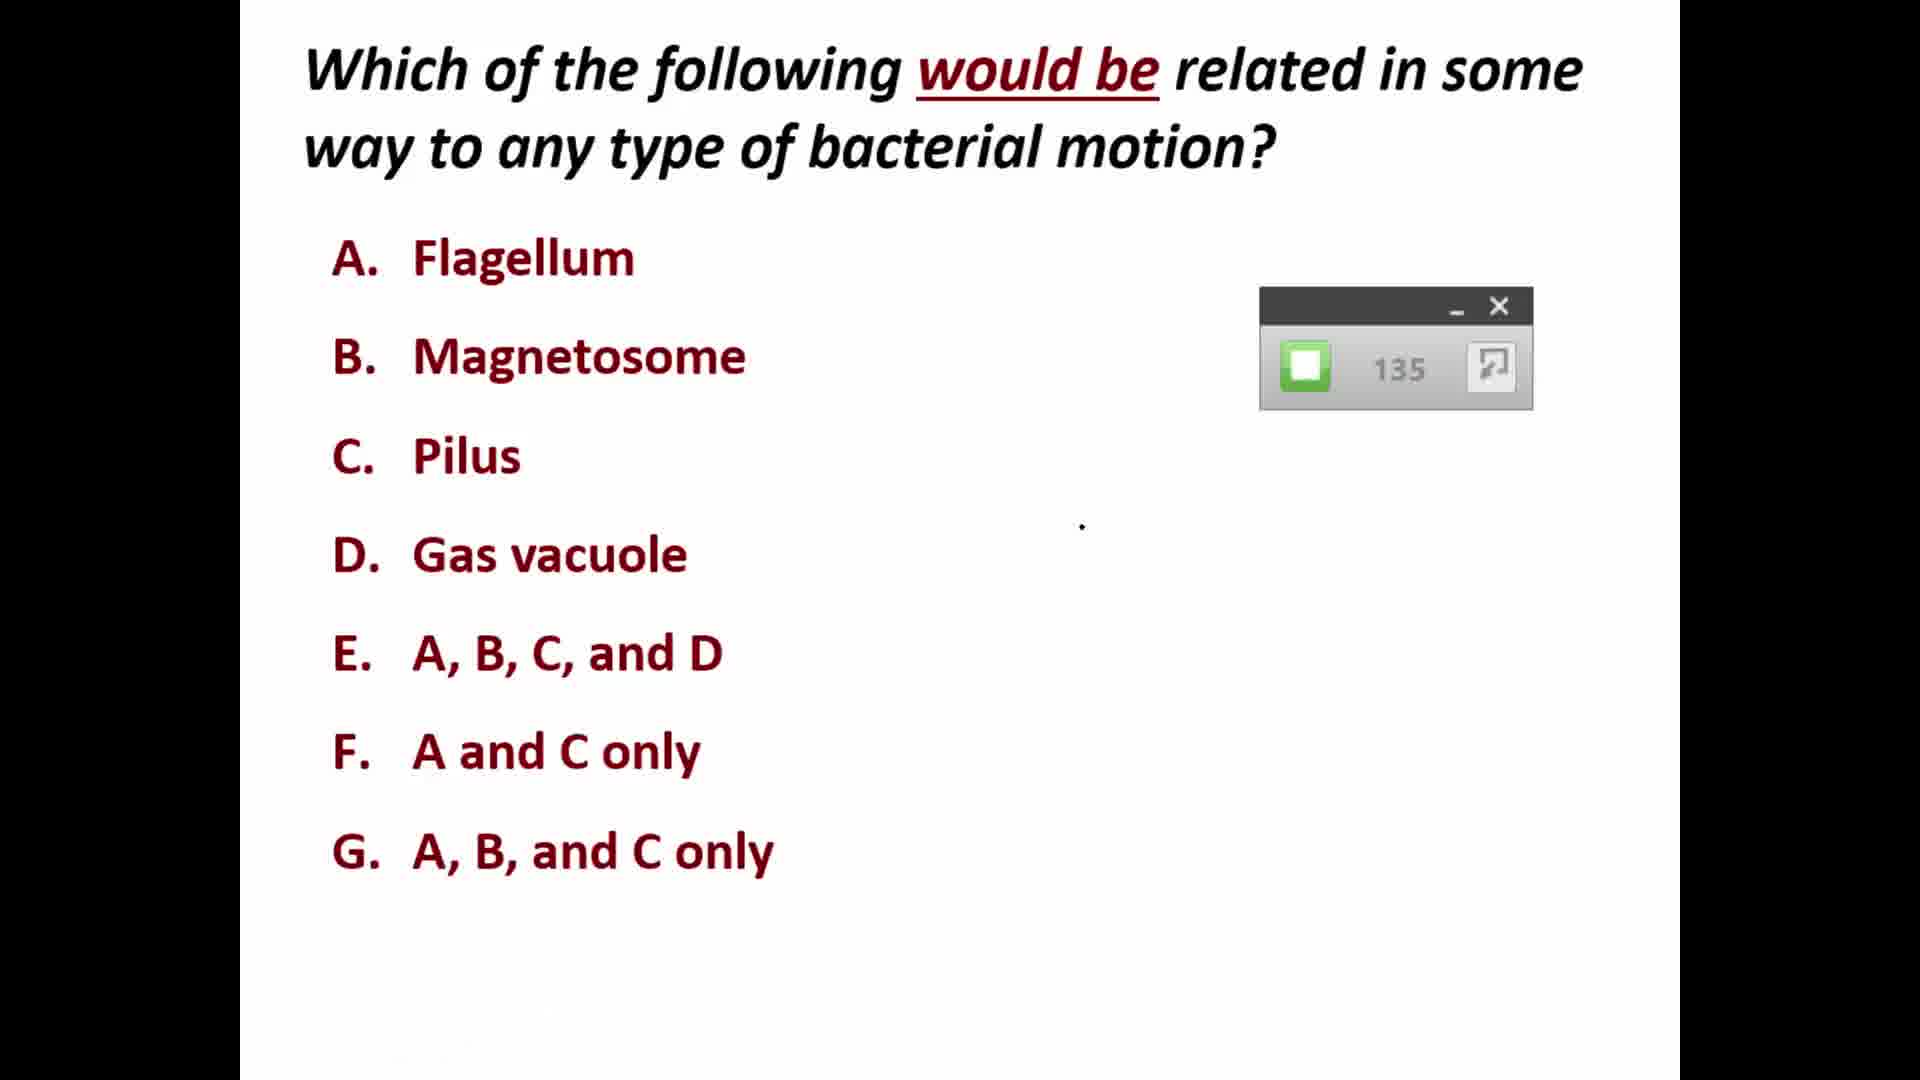 Which of the following would be related in some
way to any type of bacterial motion?
A. Flagellum
B. Magnetosome
135
C. Pilus
D. Gas vacuole
E. A, B, C, and D
F. A and C only
G. A, B, and C only